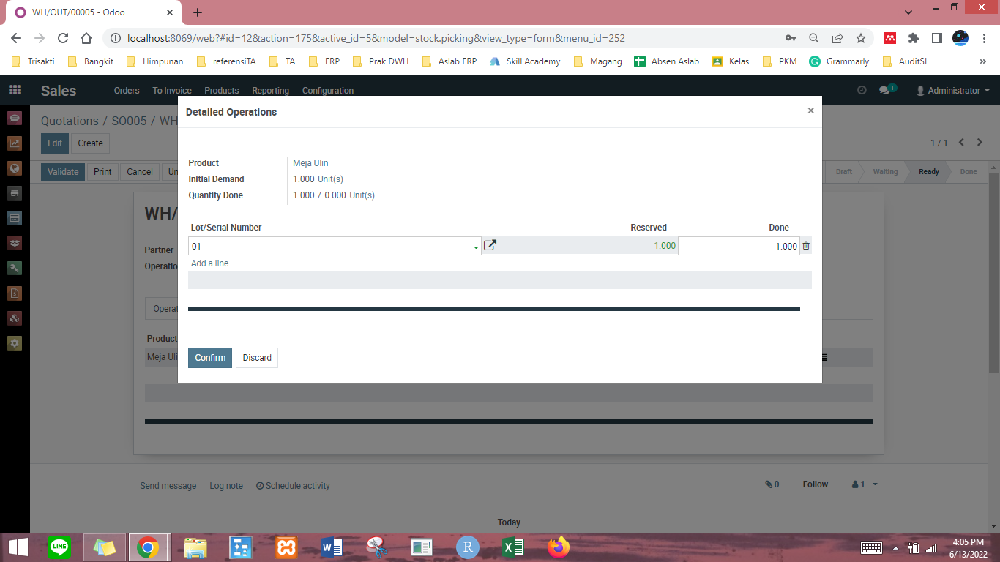 WH/OUT/00005 - Odoo
localhost:8069/web?#id=12&action=175&active_id=5&model=stock.picking&view_type=form&menu_id=252
Trisakti Bangkit Himpunan referensiTA TA ERP Prak DWH Aslab ERP Skill Academy Magang Absen Aslab Kelas PKM Grammarly AuditSI »
Sales Orders To Invoice Products Reporting Configuration 1 Administrator
Quotations / SO005 / WH
Edit Create 1 / 1
Validate Print Cancel Un Draft Waiting Ready Done
Detailed Operations ×
Product Meja Ulin
Initial Demand 1.000 Unit(s)
Quantity Done 1.000 / 0.000 Unit(s)
WH/
Lot/Serial Number Reserved Done
Partner
01 1.000 1.000
Operatio
Add a line
Operat
Product
Meja Uli
Confirm Discard
Send message Log note Schedule activity 0 Follow 1
Today
LINE
4:05 PM
6/13/2022